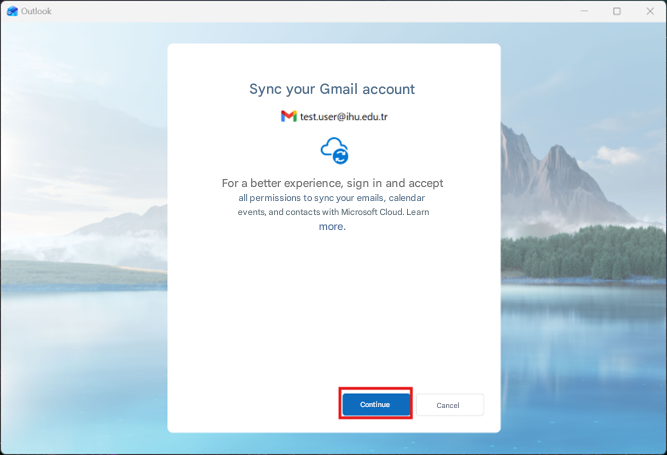 Outlook
Sync your Gmail account
test.user@ihu.edu.tr
For a better experience, sign in and accept
all permissions to sync your emails, calendar
events, and contacts with Microsoft Cloud. Learn
more.
Continue
Cancel